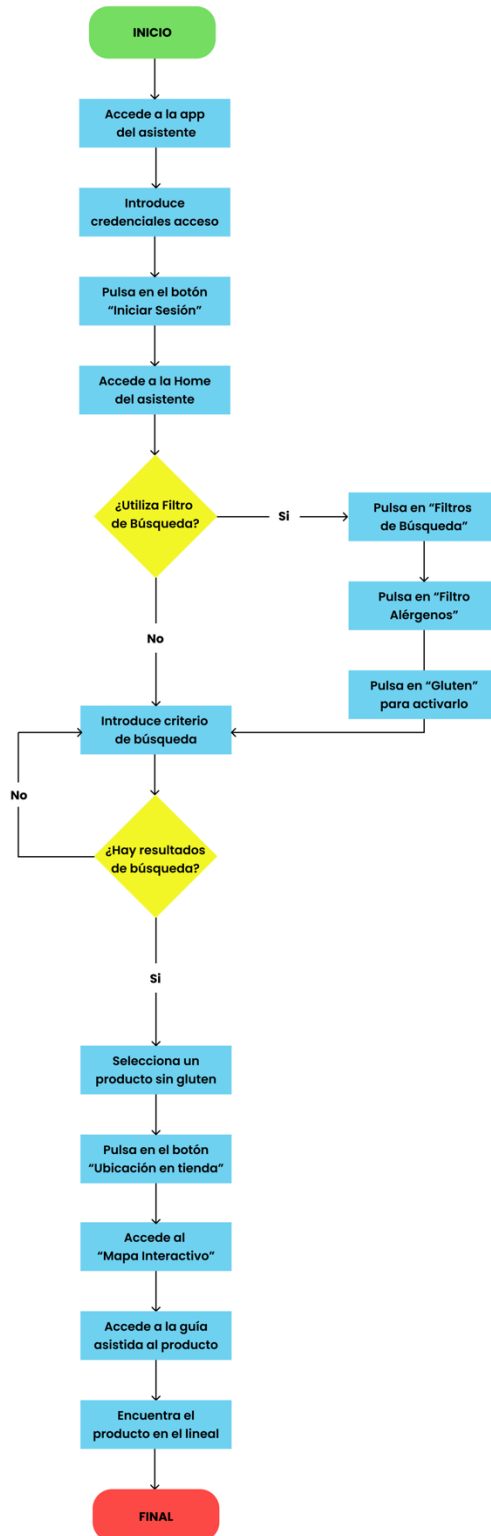 INICIO
Accede a la app
del asistente
Introduce
credenciales acceso
Pulsa en el botón
“Iniciar Sesión”
Accede a la Home
del asistente
¿Utiliza Filtro
de Búsqueda?
Si
Pulsa en “Filtros
de Búsqueda”
Pulsa en “Filtro
Alérgenos”
Pulsa en “Gluten”
para activarlo
No
Introduce criterio
de búsqueda
No
¿Hay resultados
de búsqueda?
Si
Selecciona un
producto sin gluten
Pulsa en el botón
“Ubicación en tienda”
Accede al
“Mapa Interactivo”
Accede a la guía
asistida al producto
Encuentra el
producto en el lineal
FINAL